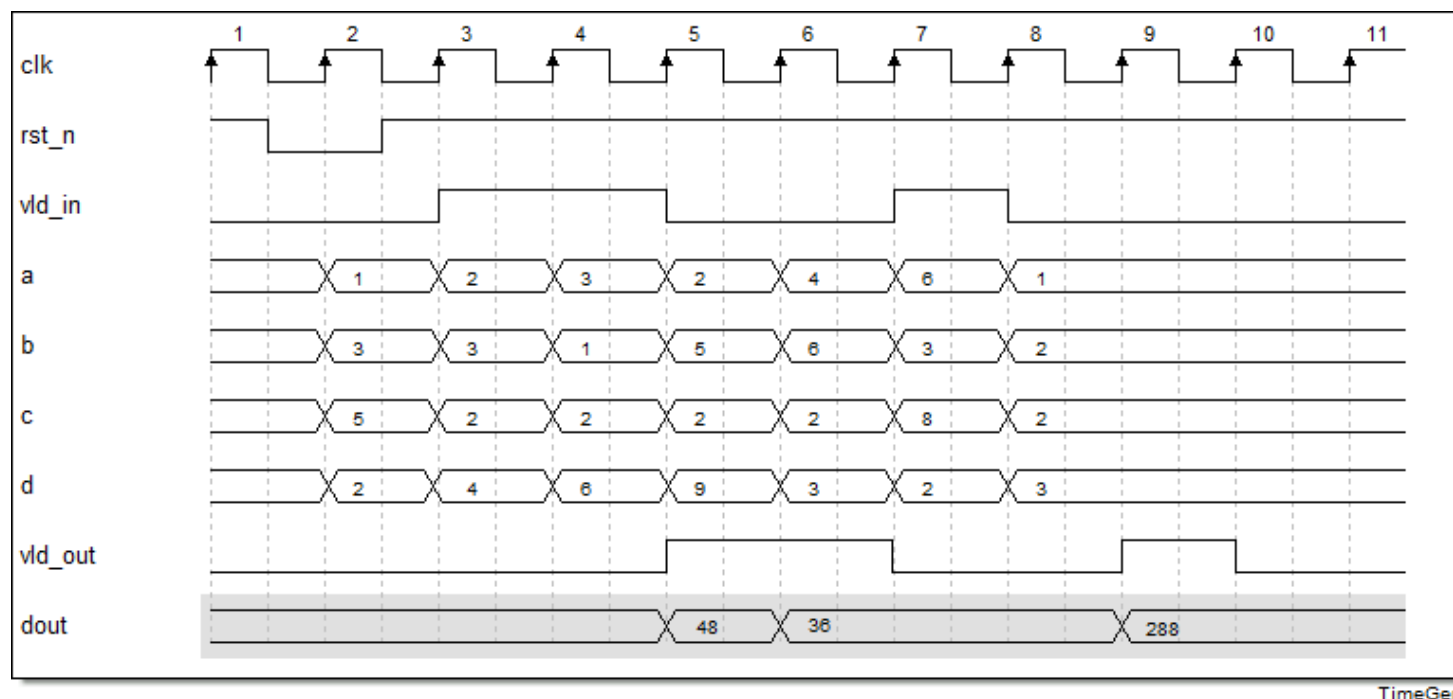 1 2 3 4 5 6 7 8 9 10 11
clk
rst_n
vld_in
a 1 2 3 2 4 6 1
b 3 3 1 5 6 3 2
c 5 2 2 2 2 8 2
d 2 4 6 9 3 2 3
vld_out
dout 48 36 288
TimeGe